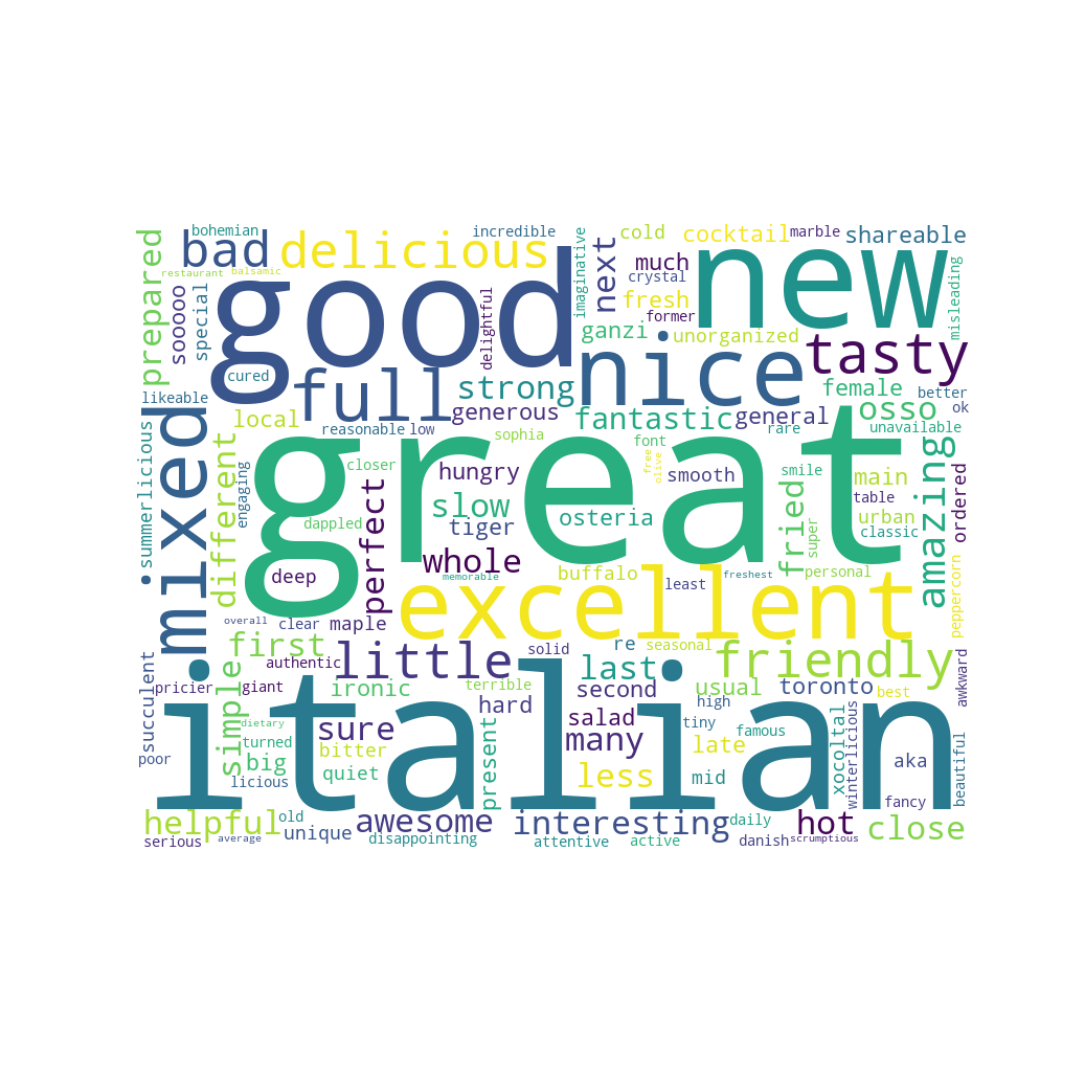 bohemian
incredible
cold
cocktail
marble
shareable
prepared
bad
delicious
imaginative
next
much
new
restaurant
balsamic
crystal
misleading
sooooo
special
good
delightful
fresh
former
ganzi
unorganized
nice
tasty
cured
full
strong
female
better
likeable
generous
fantastic
general
osso
ok
mixed
local
reasonable
low
sophia
font
rare
unavailable
summerlicious
different
engaging
closer
great
hungry
free
olive
smooth
smile
main
amazing
ordered
perfect
slow
fried
table
dappled
tiger
osteria
super
urban
classic
whole
deep
memorable
buffalo
freshest
personal
least
peppercorn
excellent
overall
clear
maple
first
little
solid
re
seasonal
friendly
authentic
last
awkward
succulent
pricier
simple
giant
ironic
terrible
second
usual
toronto
best
italian
hard
high
dietary
sure
salad
tiny
famous
turned
bitter
present
many
late
xocoltal
winterlicious
beautiful
poor
big
quiet
less
mid
aka
licious
fancy
helpful
old
unique
awesome
interesting
daily
hot
close
serious
average
disappointing
attentive
active
danish
scrumptious